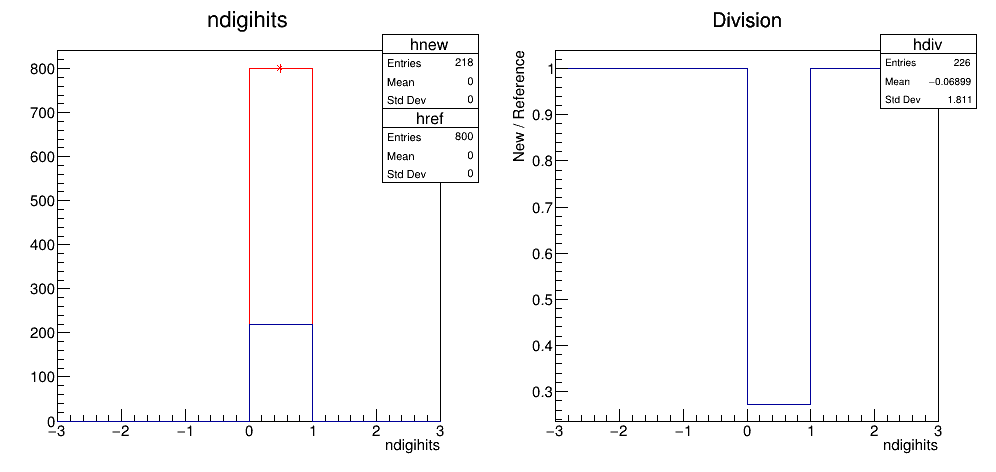 ndigihits
hnew
Entries 218
Mean 0
Std Dev 0
href
Entries 800
Mean 0
Std Dev 0
800
700
600
500
400
300
200
100
0
−3 −2 −1 0 1 2 3
ndigihits
Division
hdiv
Entries 226
Mean −0.06899
Std Dev 1.811
New / Reference
1
0.9
0.8
0.7
0.6
0.5
0.4
0.3
−3 −2 −1 0 1 2 3
ndigihits